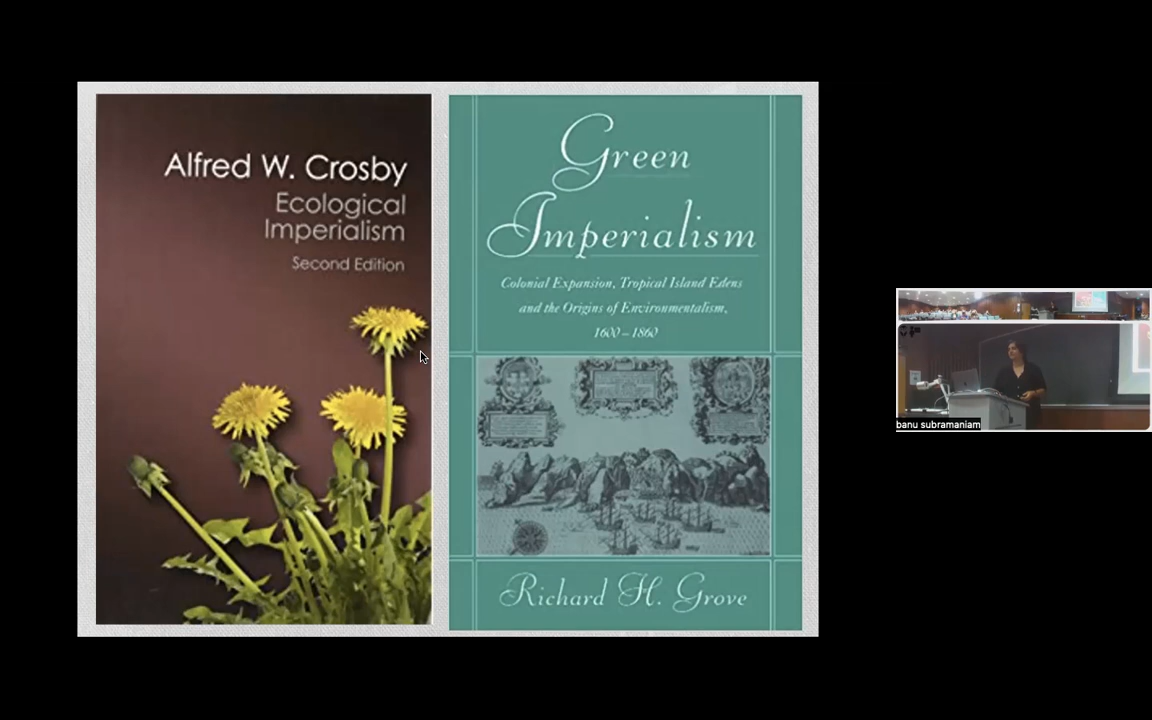 Alfred W. Crosby
Ecological
Imperialism
Second Edition
Green
Imperialism
Colonial Expansion, Tropical Island Edens
and the Origins of Environmentalism,
1600–1860
Richard H. Grove
banu subramaniam